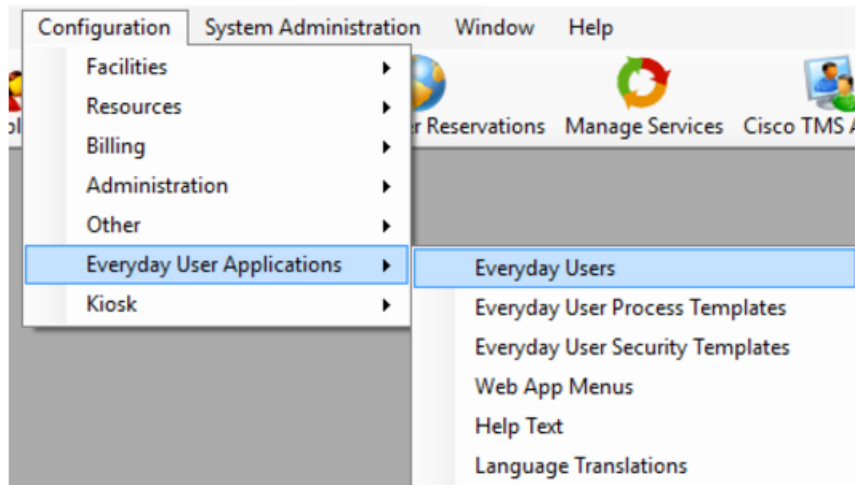 Configuration System Administration Window Help
Reservations Manage Services Cisco TMS
Facilities
Resources
Billing
Administration
Other
Everyday User Applications
Kiosk
Everyday Users
Everyday User Process Templates
Everyday User Security Templates
Web App Menus
Help Text
Language Translations